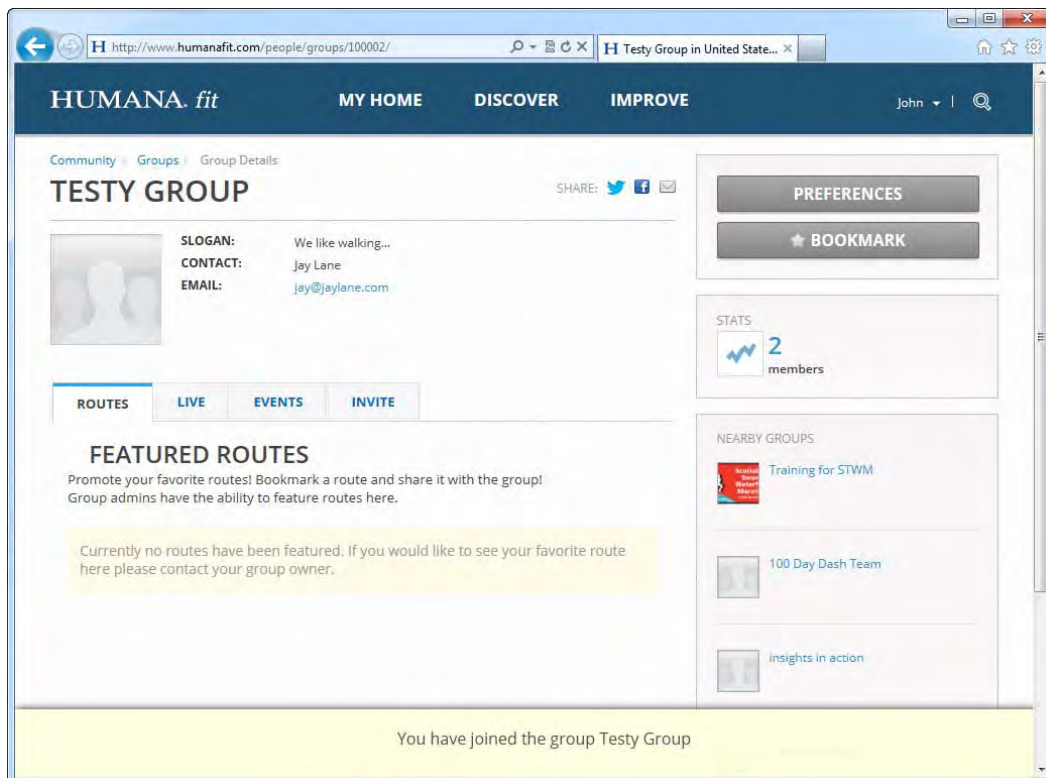 http://www.humanafit.com/people/groups/100002/
Testy Group in United State...
HUMANA. fit
MY HOME
DISCOVER
IMPROVE
John
Community Groups Group Details
TESTY GROUP
SHARE:
SLOGAN: We like walking...
CONTACT: Jay Lane
EMAIL: jay@jaylane.com
ROUTES
LIVE
EVENTS
INVITE
FEATURED ROUTES
Promote your favorite routes! Bookmark a route and share it with the group!
Group admins have the ability to feature routes here.
Currently no routes have been featured. If you would like to see your favorite route
here please contact your group owner.
PREFERENCES
BOOKMARK
STATS
2
members
NEARBY GROUPS
Training for STWM
100 Day Dash Team
insights in action
You have joined the group Testy Group